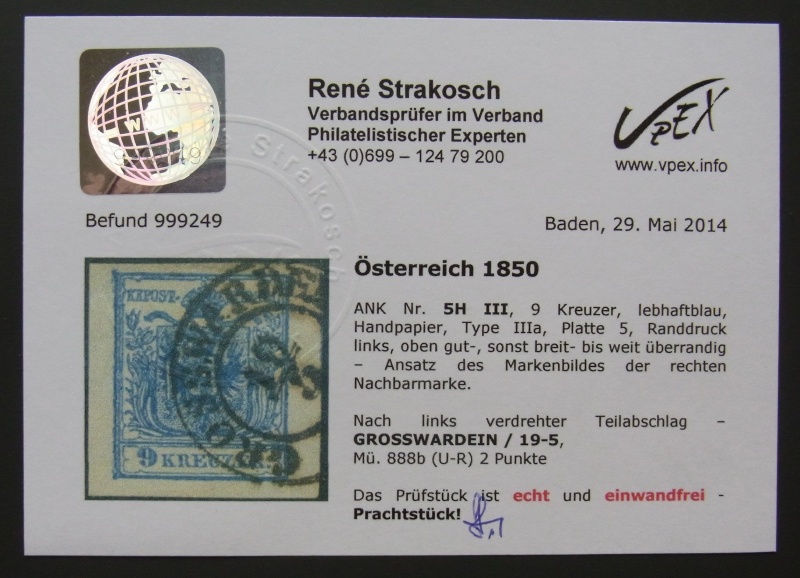 René Strakosch
Verbandsprüfer im Verband
Philatelistischer Experten
+43 (0)699 – 124 79 200
VPEX
www.vpex.info
Strakosch
Befund 999249
Baden, 29. Mai 2014
Österreich 1850
ANK Nr. 5H III, 9 Kreuzer, lebhaftblau,
Handpapier, Type IIIa, Platte 5, Randdruck
links, oben gut-, sonst breit- bis weit überrandig
– Ansatz des Markenbildes der rechten
Nachbarmarke.
Nach links verdrehter Teilabschlag –
GROSSWARDEIN / 19-5,
Mü. 888b (U-R) 2 Punkte
Das Prüfstück ist echt und einwandfrei -
Prachtstück!
KKPOST-
9 KREUZER